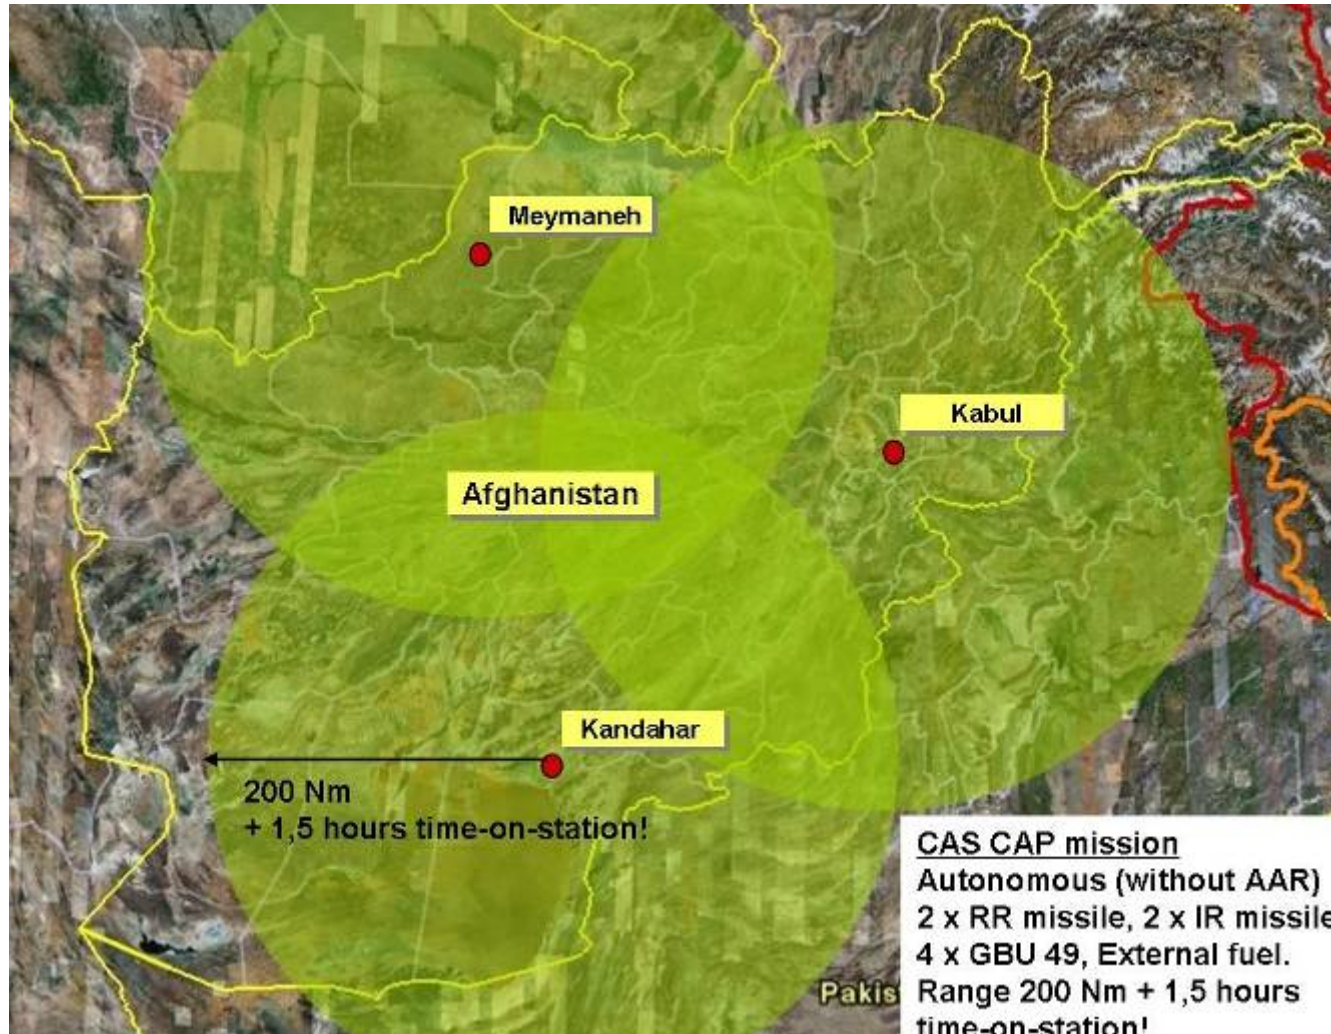 Meymaneh
Kabul
Afghanistan
Kandahar
200 Nm
+ 1,5 hours time-on-station!
CAS CAP mission
Autonomous (without AAR)
2 x RR missile, 2 x IR missile
4 x GBU 49, External fuel.
Pakis
Range 200 Nm + 1,5 hours
time-on-station!